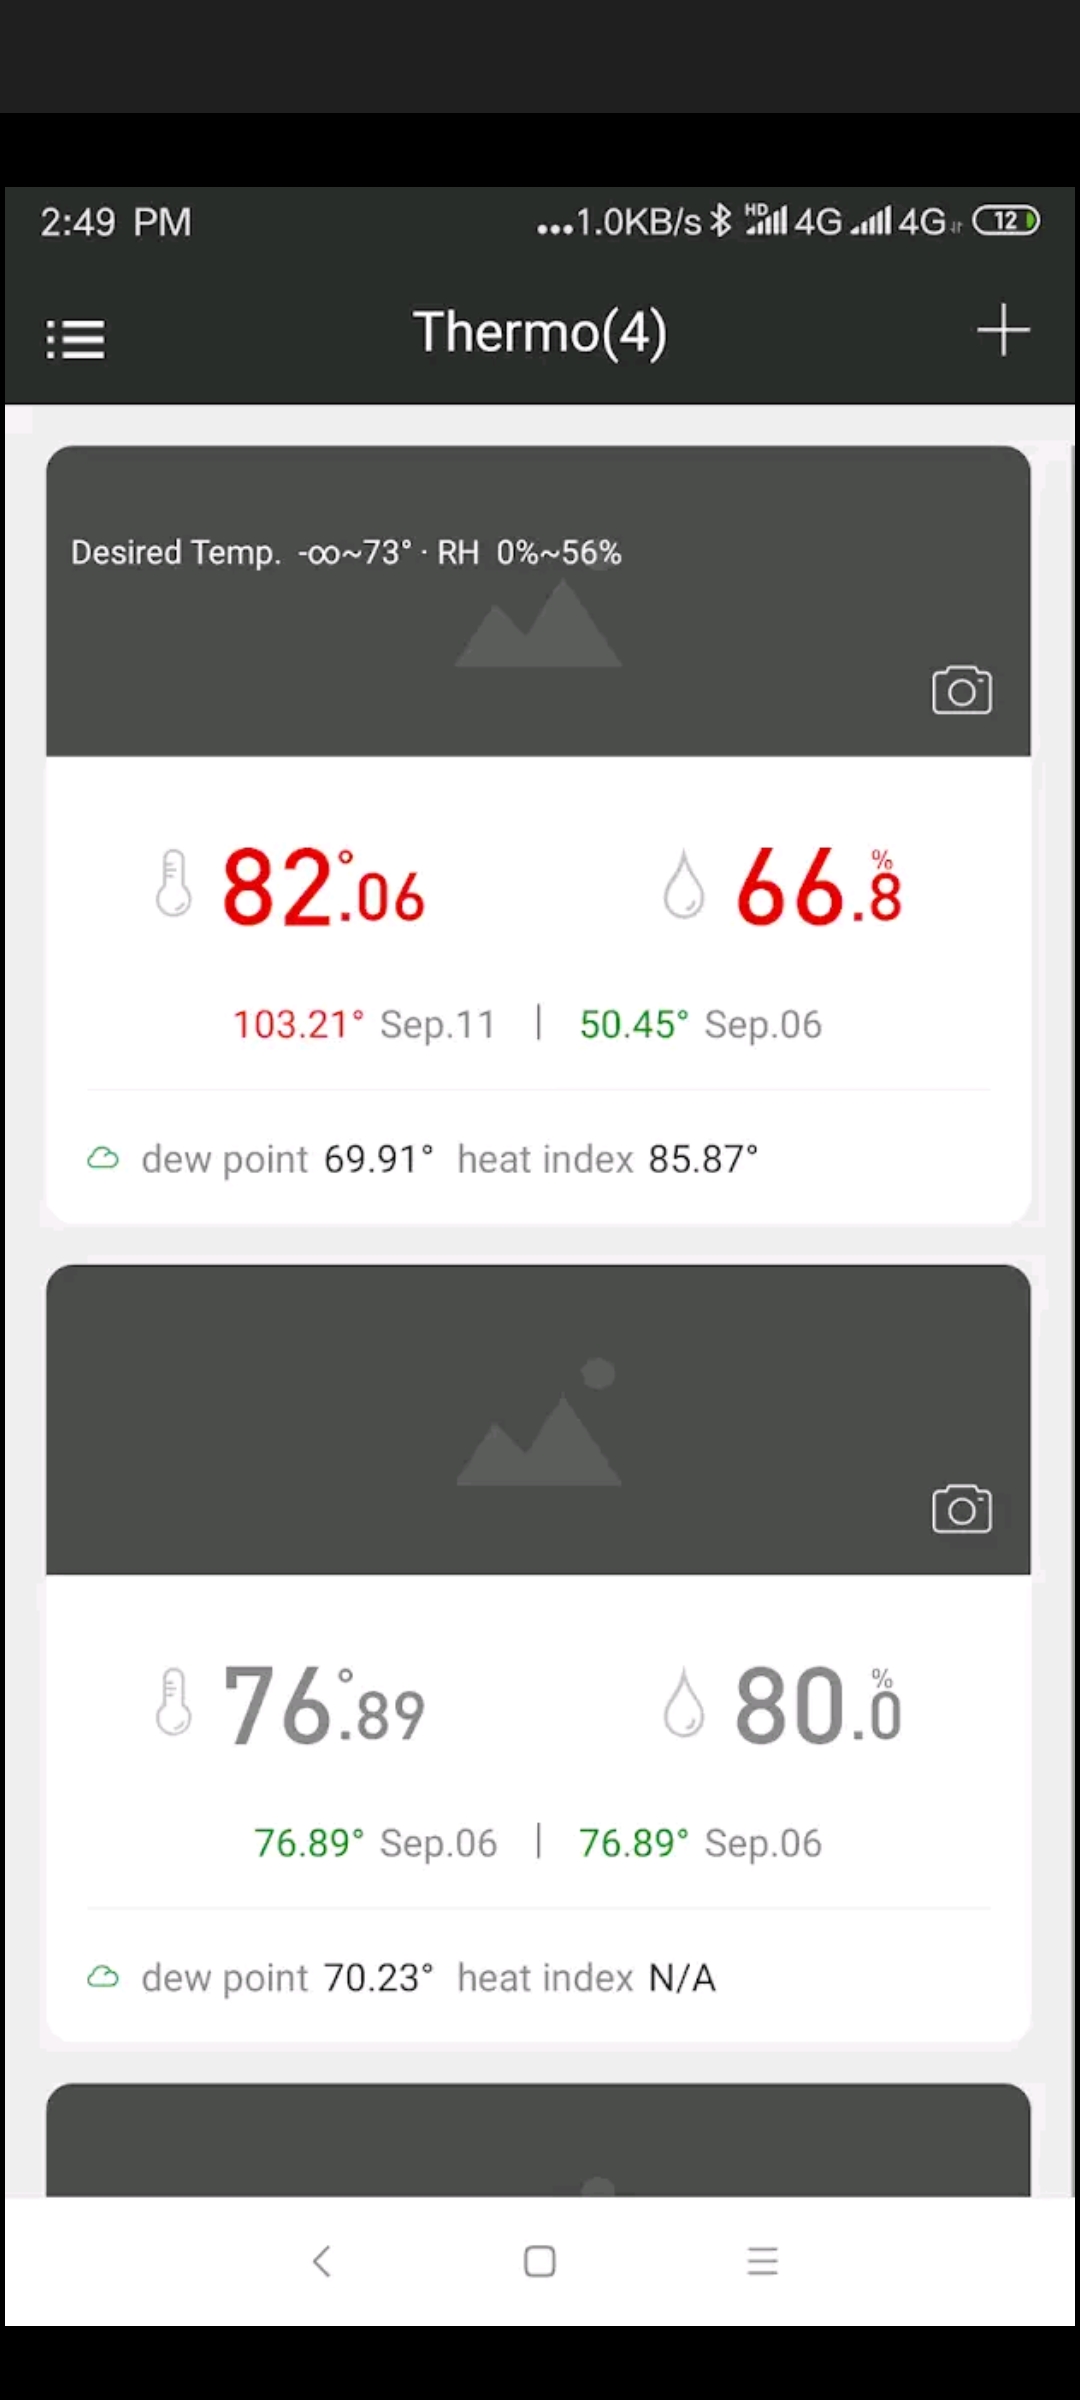 2:49 PM ...1.0KB/s HD 4G 4G 12
Thermo(4)
Desired Temp. -∞~73° · RH 0%~56%
82.06° 66.8%
103.21° Sep.11 | 50.45° Sep.06
dew point 69.91° heat index 85.87°
76.89° 80.0%
76.89° Sep.06 | 76.89° Sep.06
dew point 70.23° heat index N/A